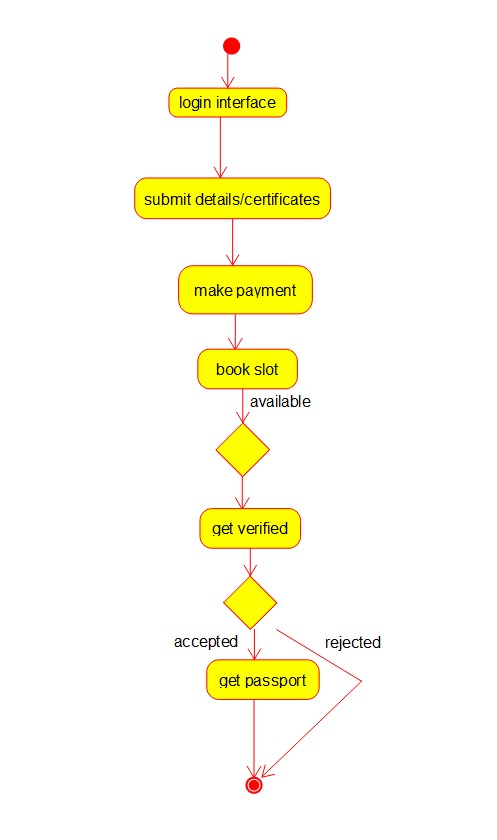 login interface
submit details/certificates
make payment
book slot
available
get verified
accepted
rejected
get passport